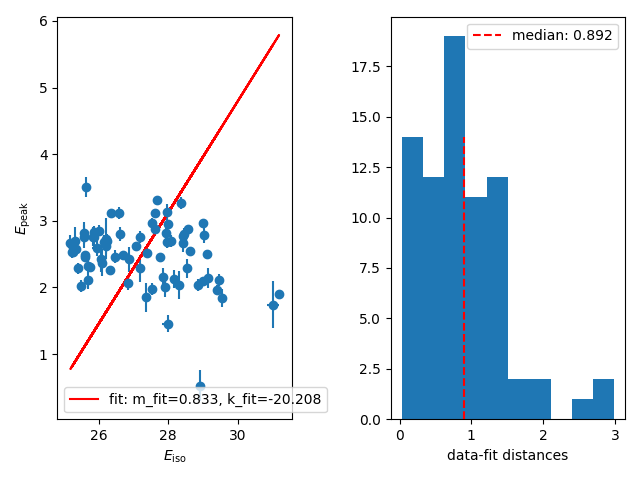 6
5
4
3
2
1
E_peak
fit: m_fit=0.833, k_fit=-20.208
26 28 30
E_iso
median: 0.892
17.5
15.0
12.5
10.0
7.5
5.0
2.5
0.0
0 1 2 3
data-fit distances